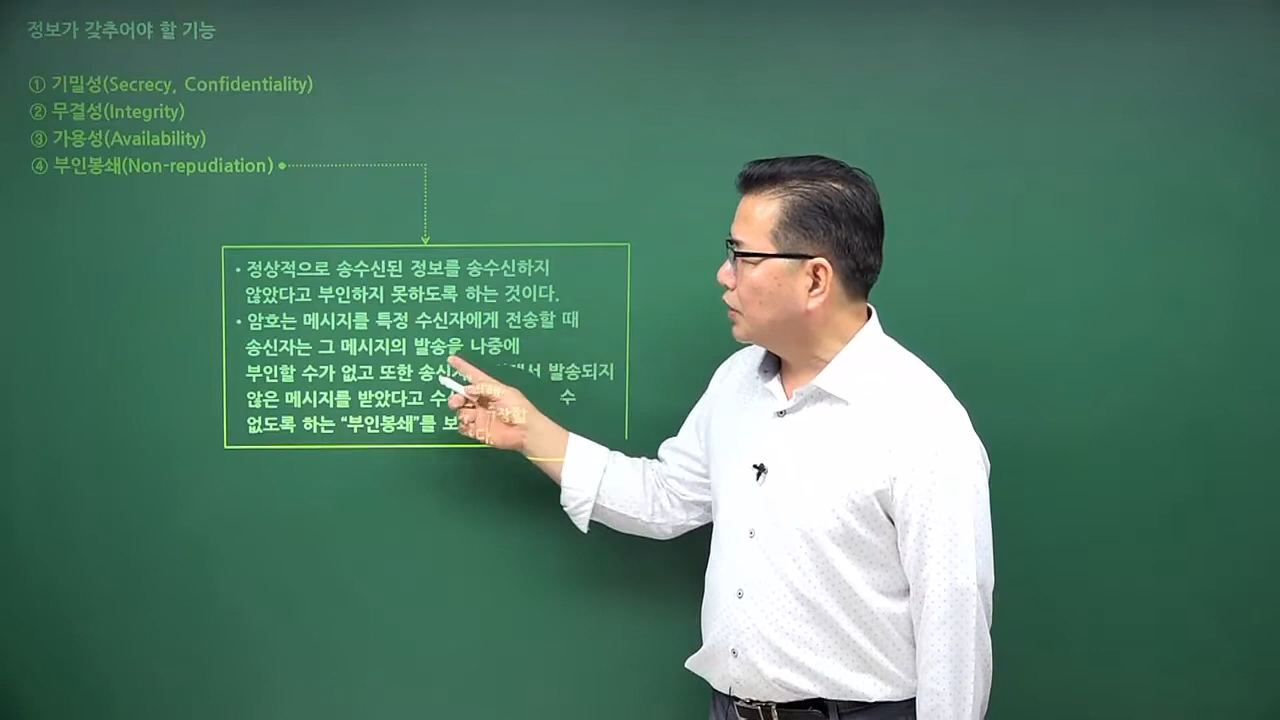 정보가 갖추어야 할 기능
① 기밀성(Secrecy, Confidentiality)
② 무결성(Integrity)
③ 가용성(Availability)
④ 부인봉쇄(Non-repudiation)
• 정상적으로 송수신된 정보를 송수신하지
않았다고 부인하지 못하도록 하는 것이다.
• 암호는 메시지를 특정 수신자에게 전송할 때
송신자는 그 메시지의 발송을 나중에
부인할 수가 없고 또한 발송되지
않은 메시지를 받았다고 수
없도록 하는 “부인봉쇄”를